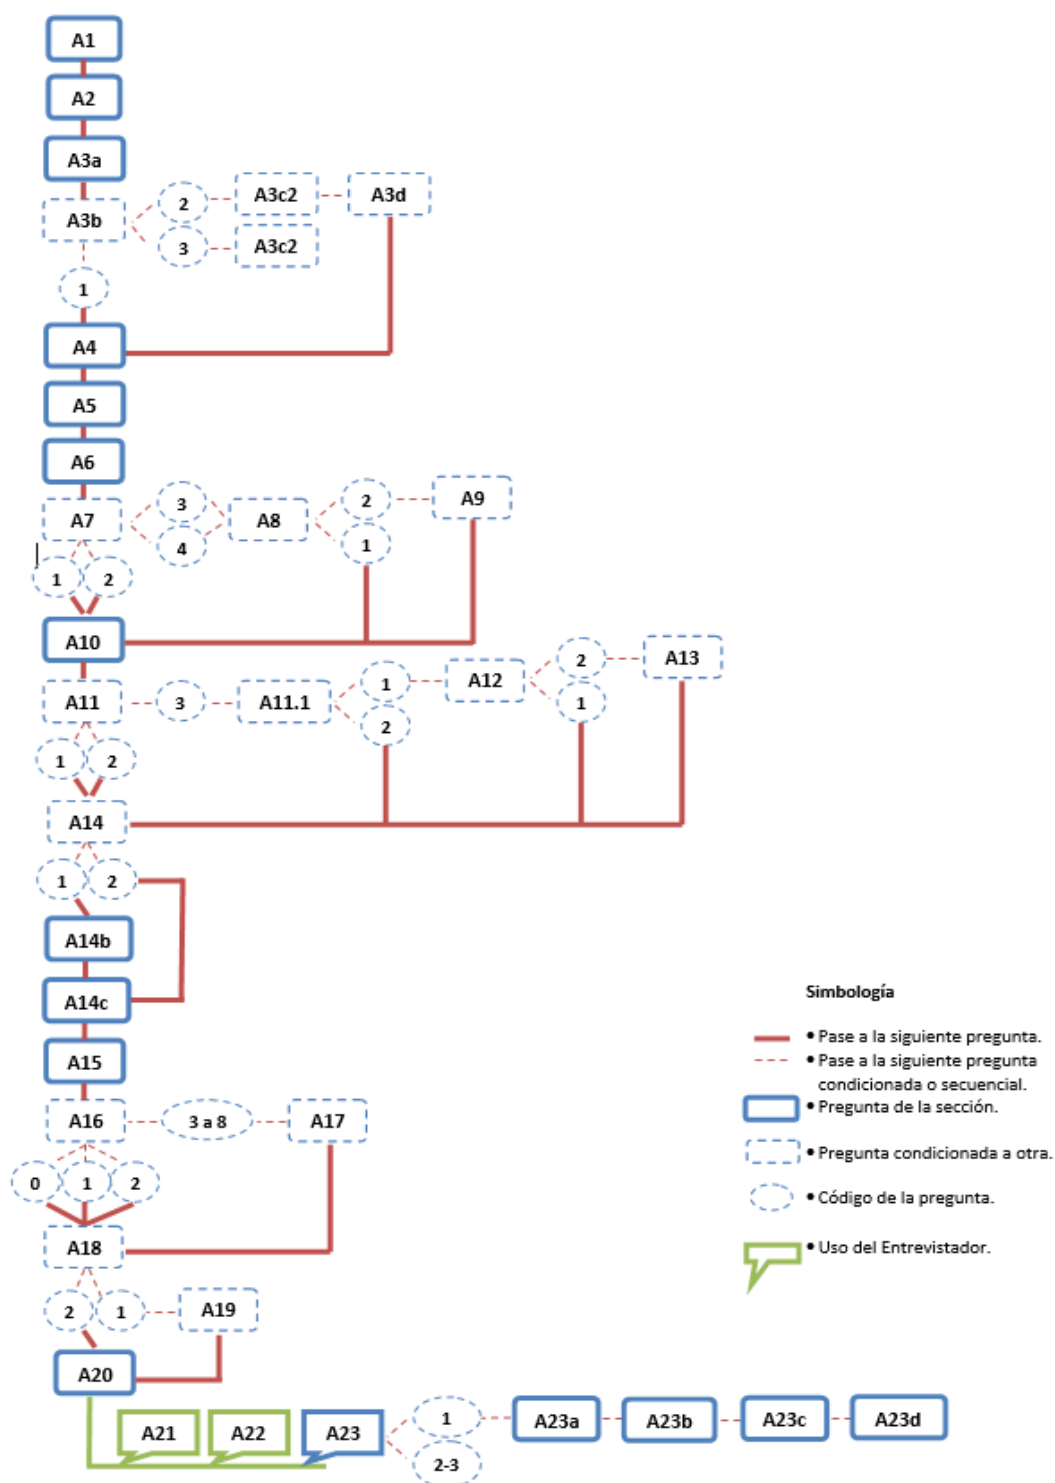 A1
A2
A3a
A3b
2
A3c2
A3d
3
A3c2
1
A4
A5
A6
A7
3
4
A8
2
A9
1
1
2
A10
A11
3
A11.1
1
A12
2
A13
2
1
1
2
A14
1
2
A14b
A14c
A15
A16
3 a 8
A17
0
1
2
A18
2
1
A19
A20
A21
A22
A23
1
2-3
A23a
A23b
A23c
A23d
Simbología
• Pase a la siguiente pregunta.
• Pase a la siguiente pregunta
condicionada o secuencial.
• Pregunta de la sección.
• Pregunta condicionada a otra.
• Código de la pregunta.
• Uso del Entrevistador.